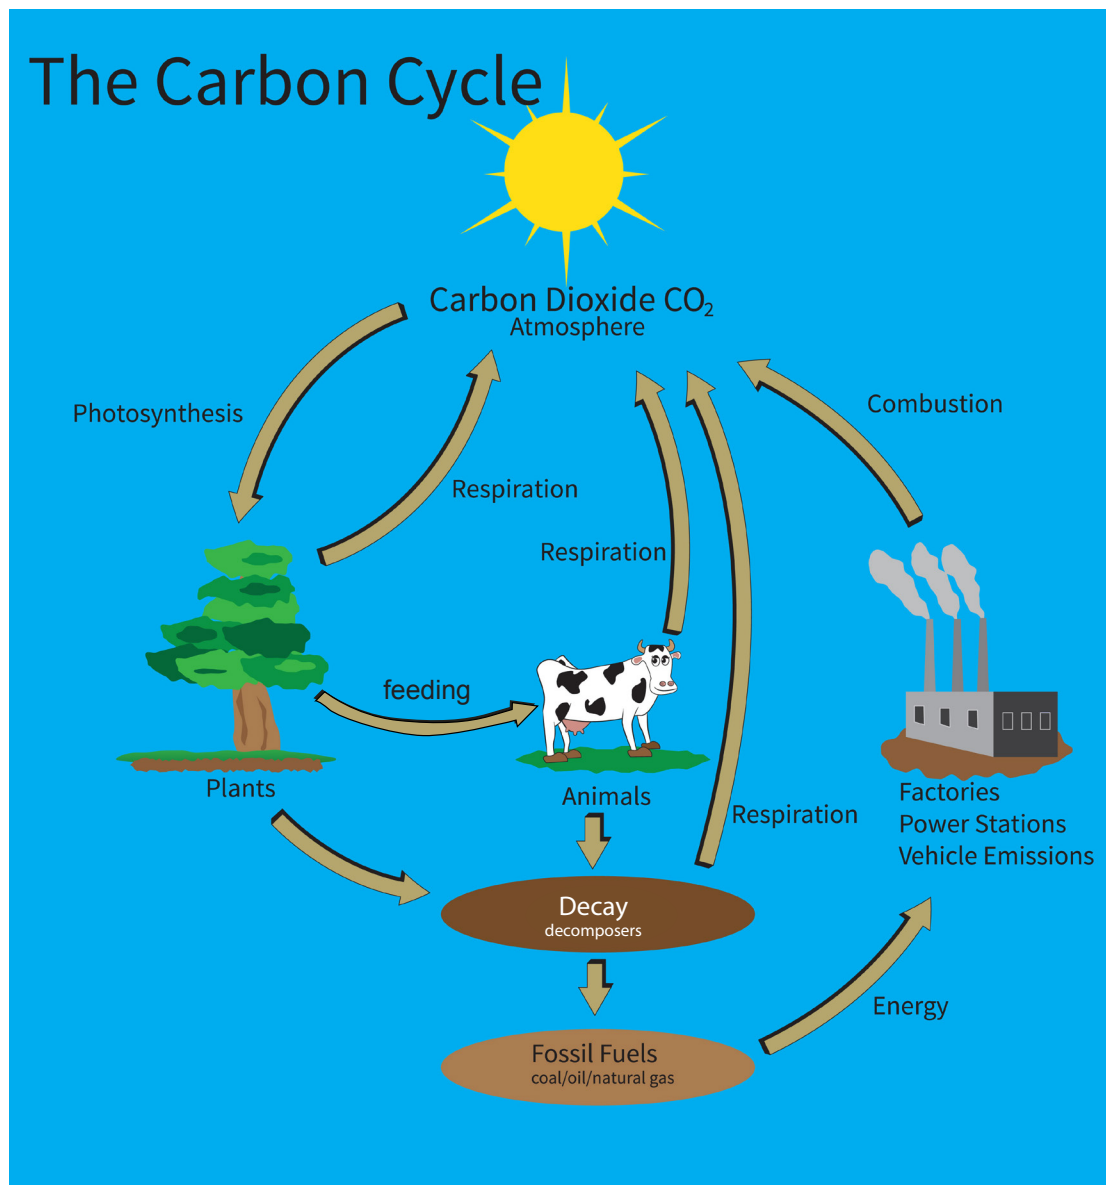 The Carbon Cycle
Carbon Dioxide CO₂
Atmosphere
Photosynthesis
Combustion
Respiration
Respiration
feeding
Plants
Animals
Respiration
Factories
Power Stations
Vehicle Emissions
Decay
decomposers
Energy
Fossil Fuels
coal/oil/natural gas